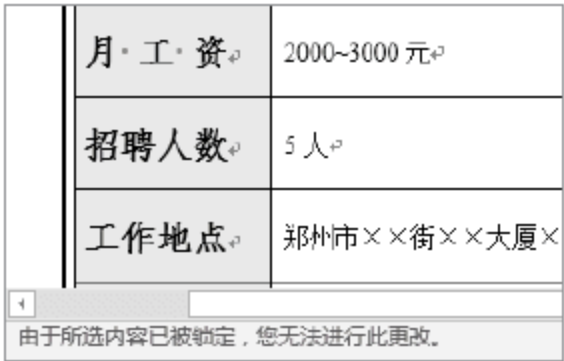 月·工·资
2000~3000 元
招聘人数
5 人
工作地点
郑州市××街××大厦×
由于所选内容已被锁定，您无法进行此更改。